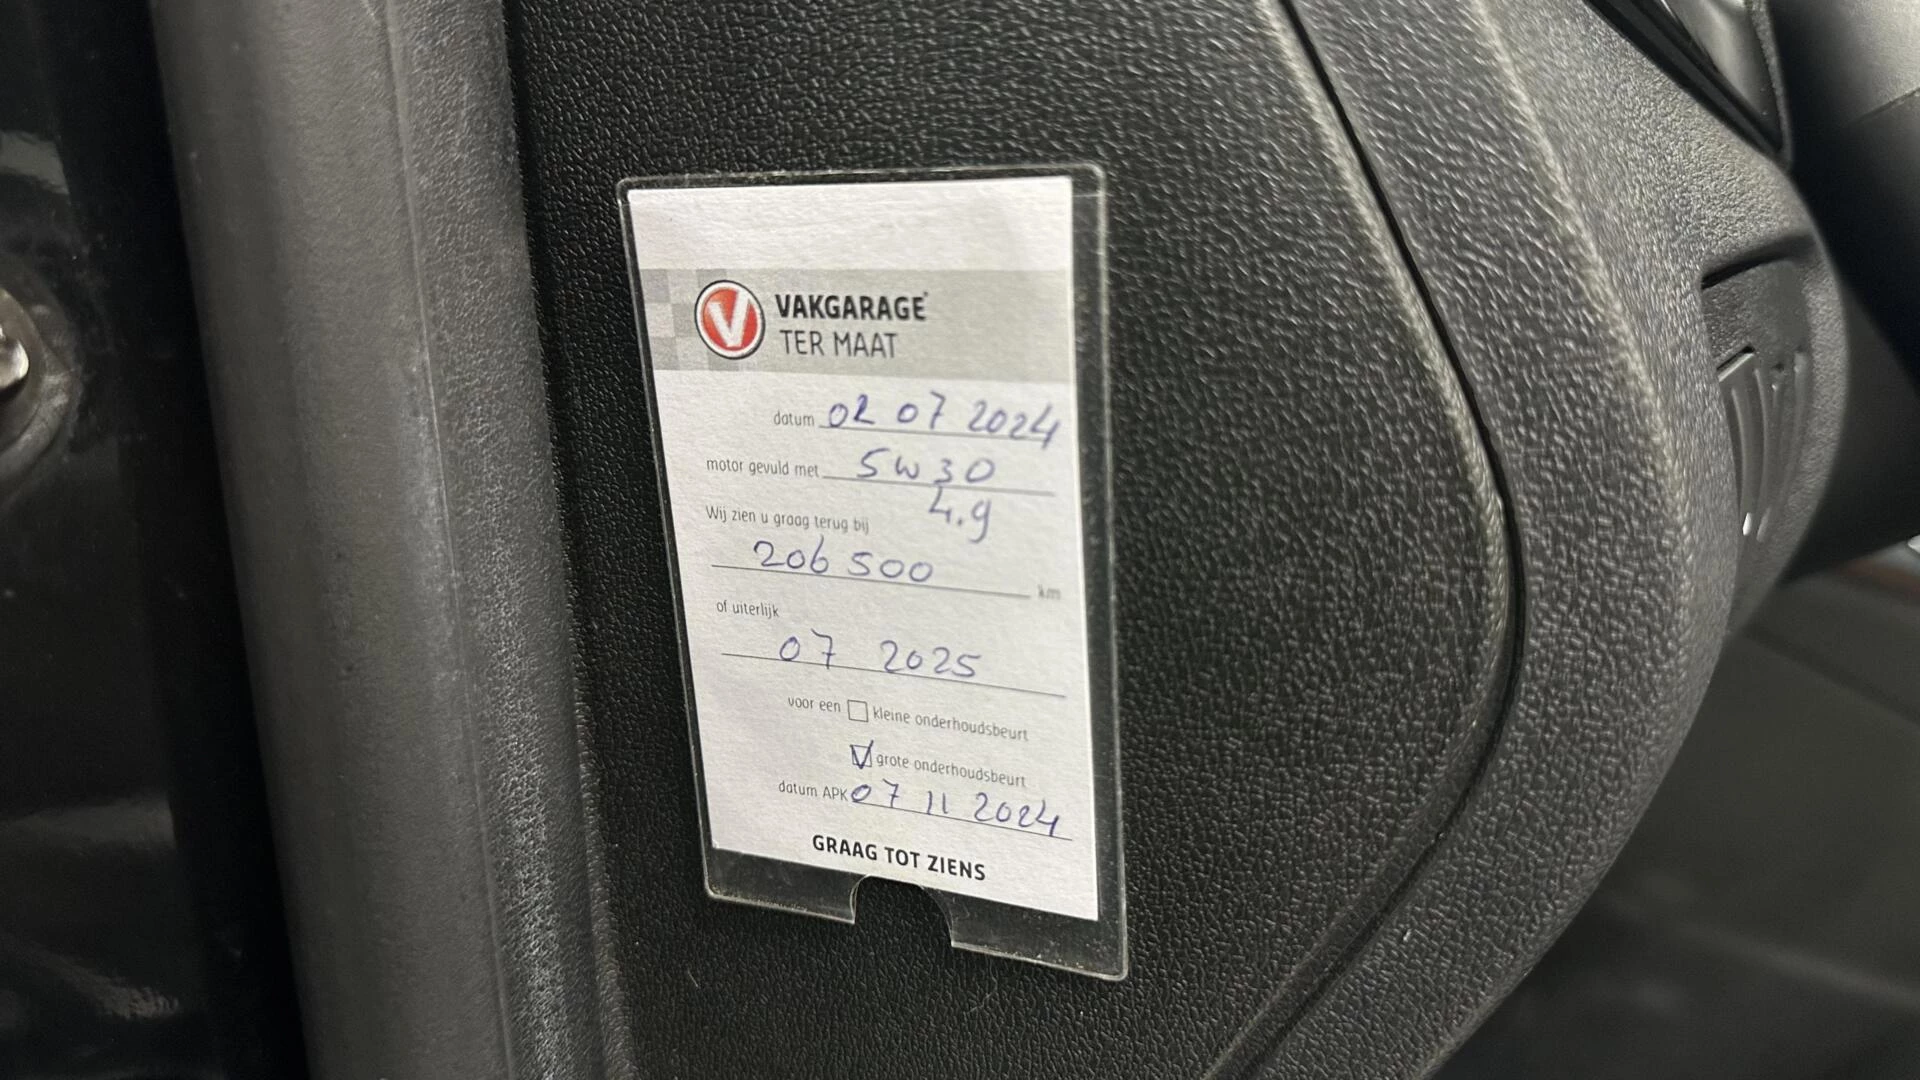 VAKGARAGE
TER MAAT
datum 02 07 2024
motor gevuld met 5W30
4.9
Wij zien u graag terug bij
206 500 km
of uiterlijk
07 2025
voor een kleine onderhoudsbeurt
grote onderhoudsbeurt
datum APK 07 11 2024
GRAAG TOT ZIENS